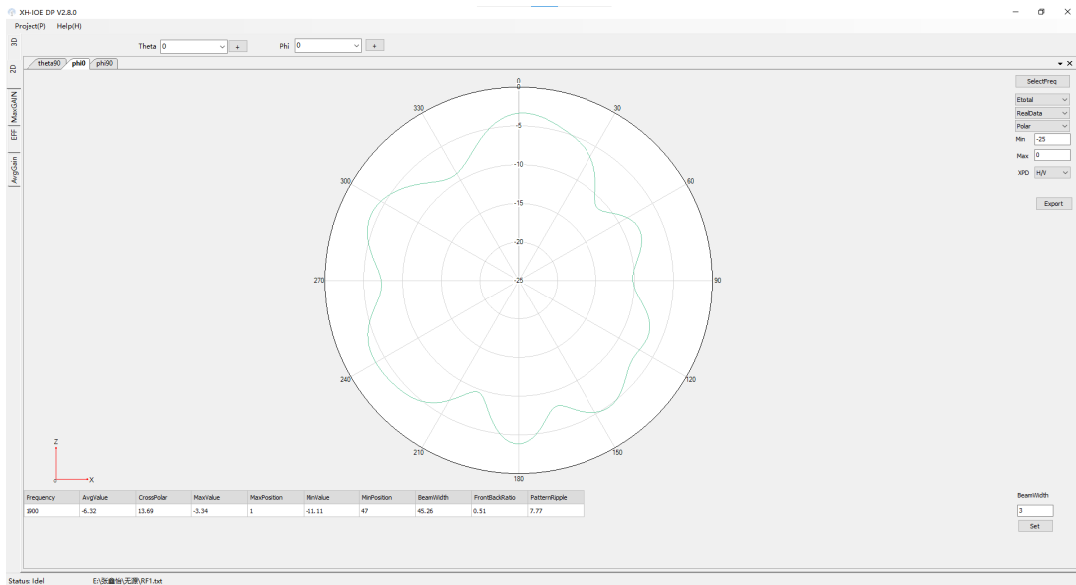 XH-IOE DP V2.8.0
Project(P) Help(H)
Theta 0 + Phi 0 +
3D
2D
MaxGAIN
EFF
AvgGain
theta90 phi0 phi90
SelectFreq
Etotal
RealData
Polar
Min -25
Max 0
XPD H/V
Export
0
0
330
30
-5
-10
300
60
-15
-20
270
-25
90
240
120
210
150
180
Z
X
Frequency AvgValue CrossPolar MaxValue MaxPosition MinValue MinPosition BeamWidth FrontBackRatio PatternRipple
-6.32 13.69 -3.34 1 -11.11 47 45.26 0.51 7.77
BeamWidth
3
Set
Status: Idel E:\张鑫怡\无源\RF1.txt